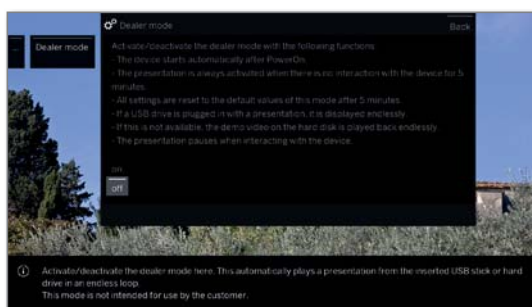 Dealer mode
Back
...
Dealer mode
Activate/deactivate the dealer mode with the following functions
- The device starts automatically after PowerOn.
- The presentation is always activated when there is no interaction with the device for 5
minutes.
- All settings are reset to the default values of this mode after 5 minutes.
- If a USB drive is plugged in with a presentation, it is displayed endlessly.
- If this is not available, the demo video on the hard disk is played back endlessly.
- The presentation pauses when interacting with the device.
on
off
Activate/deactivate the dealer mode here. This automatically plays a presentation from the inserted USB stick or hard
drive in an endless loop.
This mode is not intended for use by the customer.